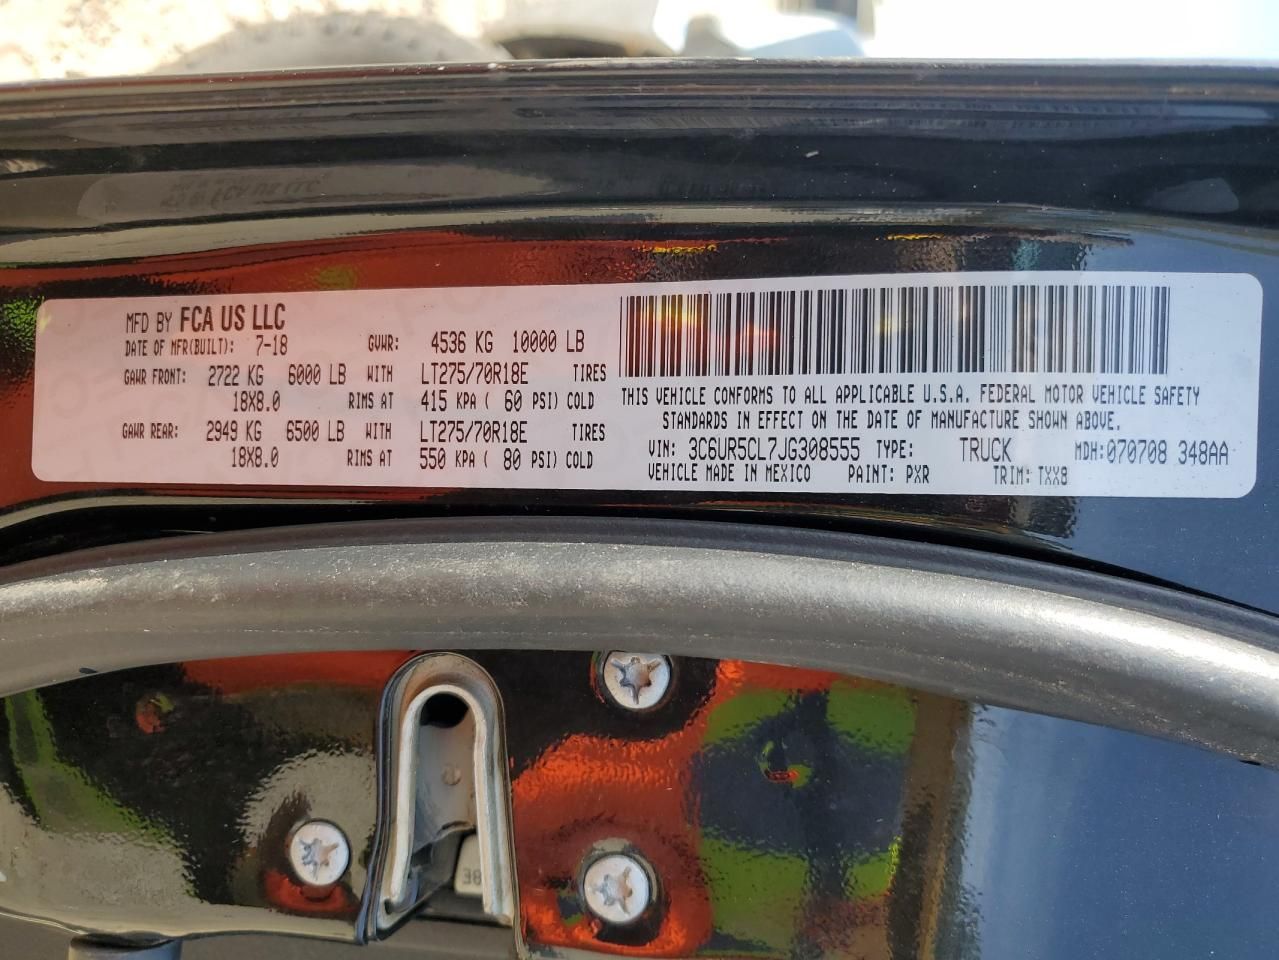 MFD BY FCA US LLC
DATE OF MFR(BUILT): 7-18 GVWR: 4536 KG 10000 LB
GAWR FRONT: 2722 KG 6000 LB WITH LT275/70R18E TIRES
18X8.0 RIMS AT 415 KPA ( 60 PSI) COLD
GAWR REAR: 2949 KG 6500 LB WITH LT275/70R18E TIRES
18X8.0 RIMS AT 550 KPA ( 80 PSI) COLD
THIS VEHICLE CONFORMS TO ALL APPLICABLE U.S.A. FEDERAL MOTOR VEHICLE SAFETY
STANDARDS IN EFFECT ON THE DATE OF MANUFACTURE SHOWN ABOVE.
VIN: 3C6UR5CL7JG308555 TYPE: TRUCK MDH:070708 348AA
VEHICLE MADE IN MEXICO PAINT: PXR TRIM: TXX8